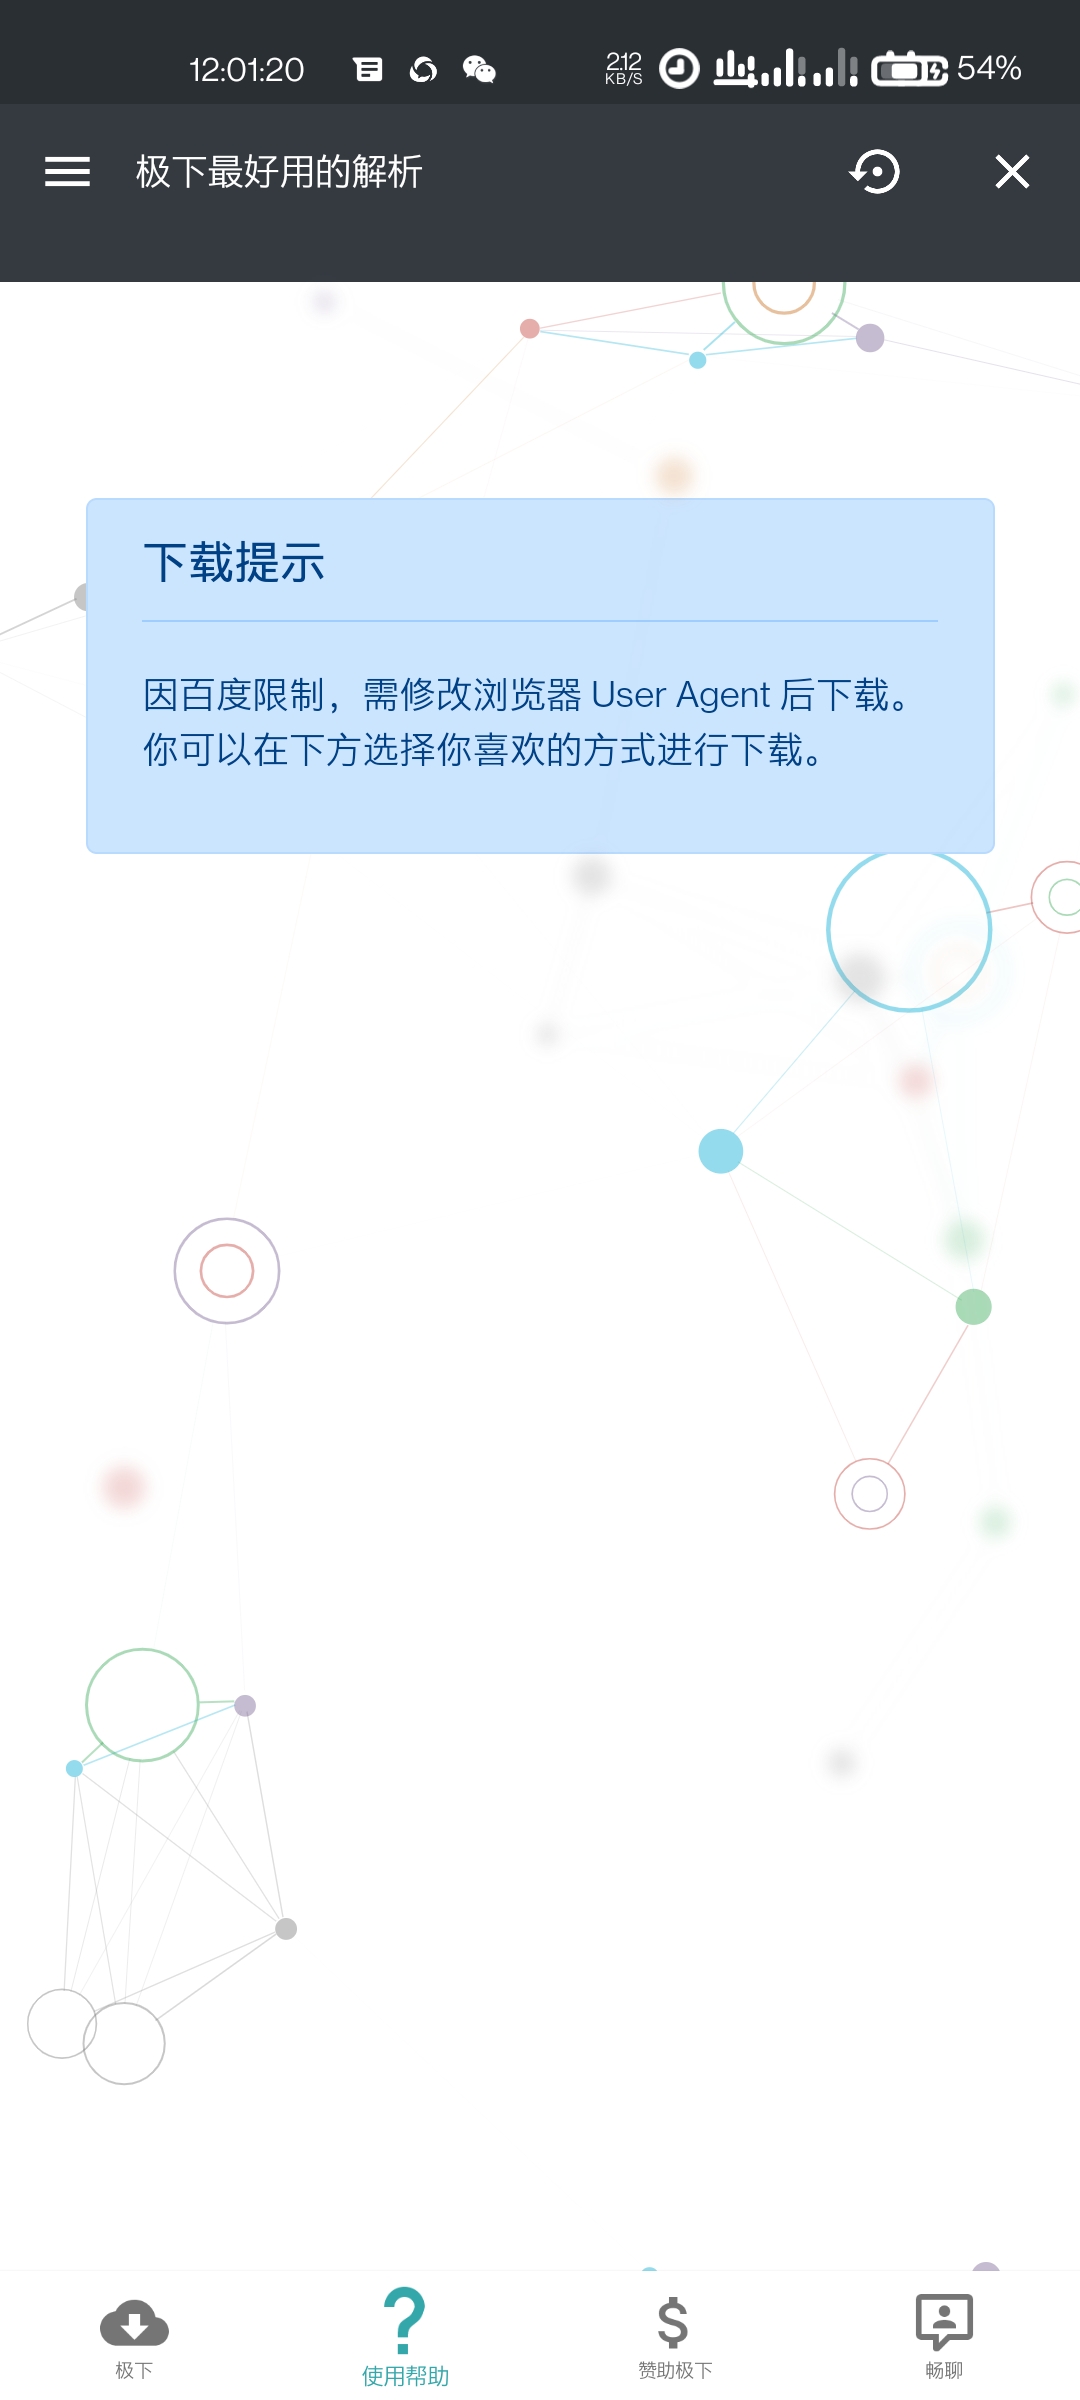 12:01:20
2.12
KB/S
54%
极下最好用的解析
下载提示
因百度限制，需修改浏览器 User Agent 后下载。
你可以在下方选择你喜欢的方式进行下载。
极下
使用帮助
赞助极下
畅聊